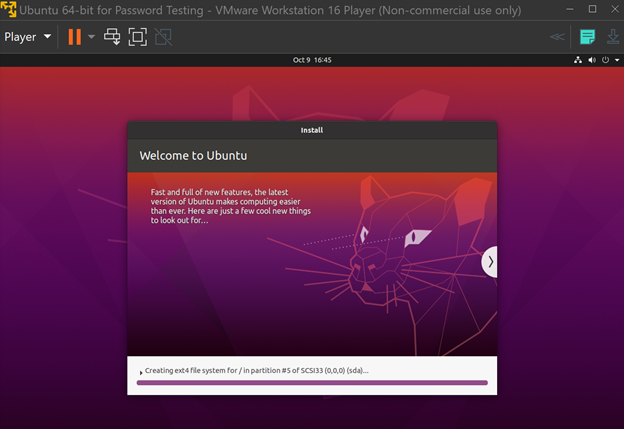 Ubuntu 64-bit for Password Testing - VMware Workstation 16 Player (Non-commercial use only)
Player
Oct 9 16:45
Install
Welcome to Ubuntu
Fast and full of new features, the latest
version of Ubuntu makes computing easier
than ever. Here are just a few cool new things
to look out for...
Creating ext4 file system for / in partition #5 of SCSI33 (0,0,0) (sda)...